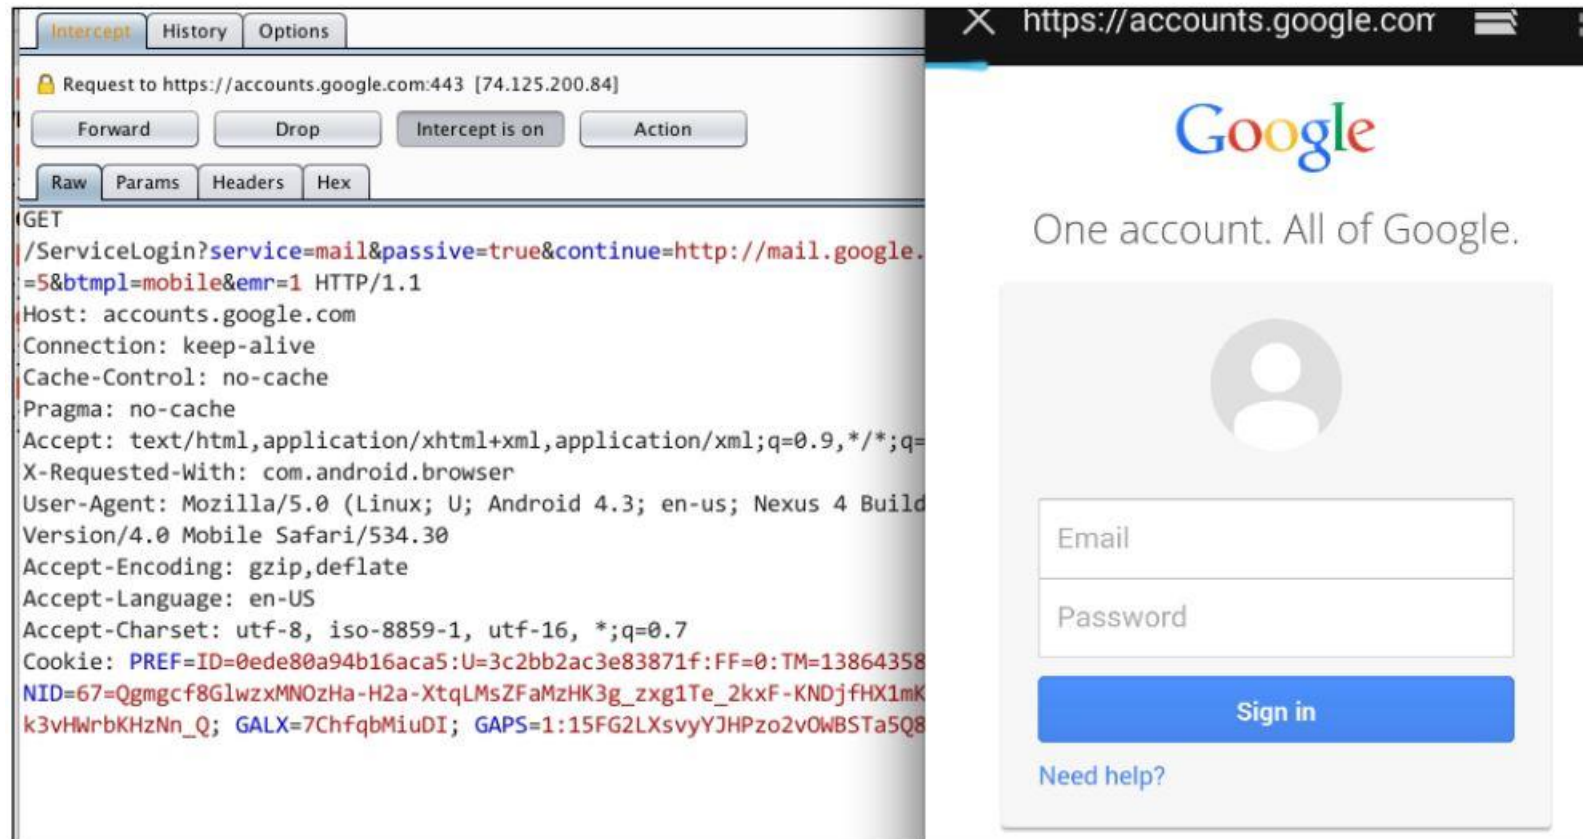 Intercept History Options
Request to https://accounts.google.com:443 [74.125.200.84]
Forward Drop Intercept is on Action
Raw Params Headers Hex
GET
/ServiceLogin?service=mail&passive=true&continue=http://mail.google.
=5&btmpl=mobile&emr=1 HTTP/1.1
Host: accounts.google.com
Connection: keep-alive
Cache-Control: no-cache
Pragma: no-cache
Accept: text/html,application/xhtml+xml,application/xml;q=0.9,*/*;q=
X-Requested-With: com.android.browser
User-Agent: Mozilla/5.0 (Linux; U; Android 4.3; en-us; Nexus 4 Build
Version/4.0 Mobile Safari/534.30
Accept-Encoding: gzip,deflate
Accept-Language: en-US
Accept-Charset: utf-8, iso-8859-1, utf-16, *;q=0.7
Cookie: PREF=ID=0ede80a94b16aca5:U=3c2bb2ac3e83871f:FF=0:TM=13864358
NID=67=Qgmgcf8GlwzxMNOzHa-H2a-XtqLMsZFaMzHK3g_zxg1Te_2kxF-KNDjfHX1mK
k3vHWrbKHzNn_Q; GALX=7ChfqbMiuDI; GAPS=1:15FG2LXsvyYJHPzo2vOWBSTa5Q8
https://accounts.google.com
Google
One account. All of Google.
Email
Password
Sign in
Need help?